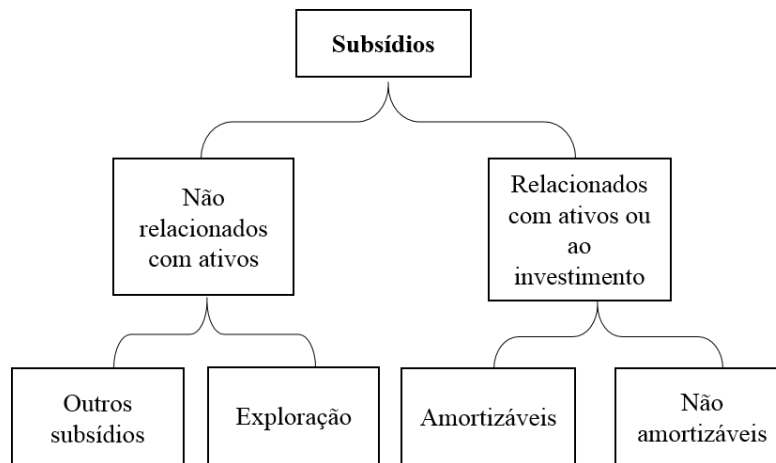 Subsídios
Não
relacionados
com ativos
Relacionados
com ativos ou
ao
investimento
Outros
subsídios
Exploração
Amortizáveis
Não
amortizáveis